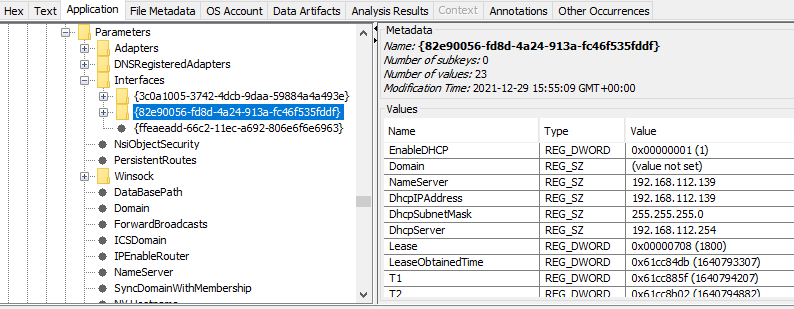 Hex Text Application File Metadata OS Account Data Artifacts Analysis Results Context Annotations Other Occurrences
Parameters
Adapters
DNSRegisteredAdapters
Interfaces
{3c0a1005-3742-4dcb-9daa-59884a4a493e}
{82e90056-fd8d-4a24-913a-fc46f535fddf}
{ffeaeadd-66c2-11ec-a692-806e6f6e6963}
NsiObjectSecurity
PersistentRoutes
Winsock
DataBasePath
Domain
ForwardBroadcasts
ICSDomain
IPEnableRouter
NameServer
SyncDomainWithMembership
NV Hostname
Metadata
Name: {82e90056-fd8d-4a24-913a-fc46f535fddf}
Number of subkeys: 0
Number of values: 23
Modification Time: 2021-12-29 15:55:09 GMT+00:00
Values
Name Type Value
EnableDHCP REG_DWORD 0x00000001 (1)
Domain REG_SZ (value not set)
NameServer REG_SZ 192.168.112.139
DhcpIPAddress REG_SZ 192.168.112.139
DhcpSubnetMask REG_SZ 255.255.255.0
DhcpServer REG_SZ 192.168.112.254
Lease REG_DWORD 0x00000708 (1800)
LeaseObtainedTime REG_DWORD 0x61cc84db (1640793307)
T1 REG_DWORD 0x61cc885f (1640794207)
T2 REG_DWORD 0x61cc8b02 (1640794882)